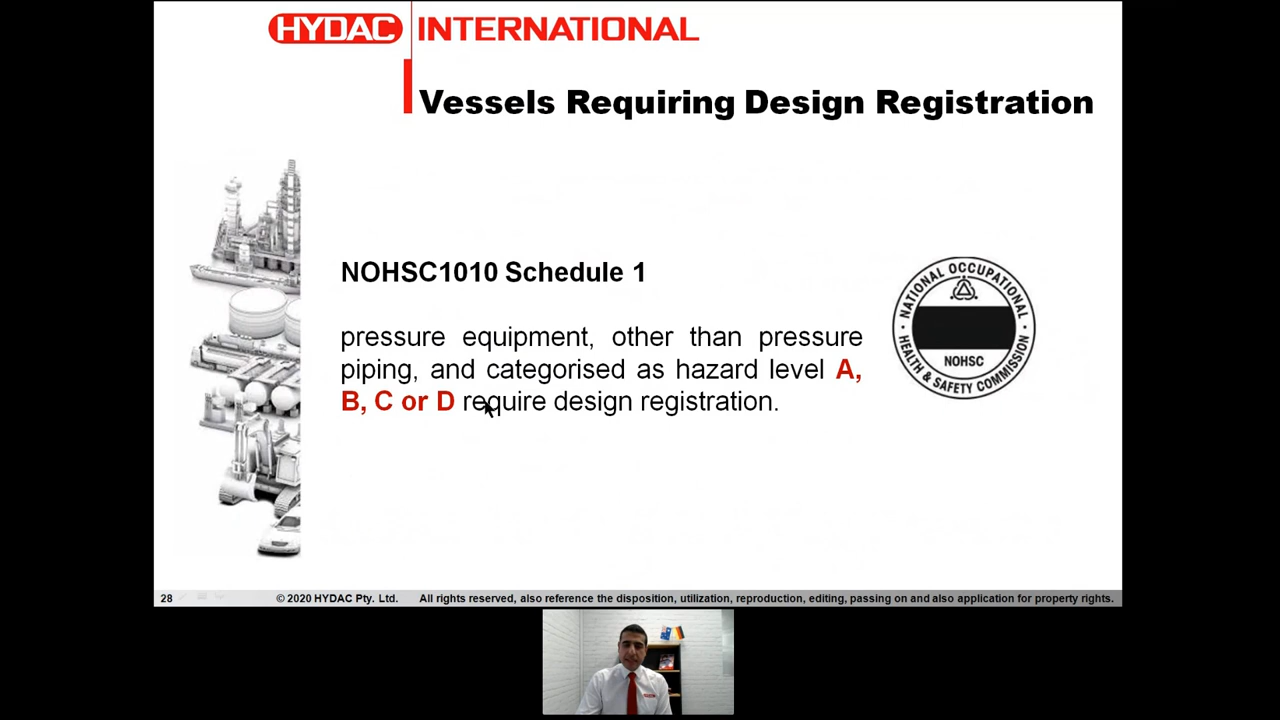 HYDAC INTERNATIONAL
Vessels Requiring Design Registration
NOHSC1010 Schedule 1
pressure equipment, other than pressure
piping, and categorised as hazard level A,
B, C or D require design registration.
NATIONAL OCCUPATIONAL
NOHSC
HEALTH & SAFETY COMMISSION
28 © 2020 HYDAC Pty. Ltd. All rights reserved, also reference the disposition, utilization, reproduction, editing, passing on and also application for property rights.